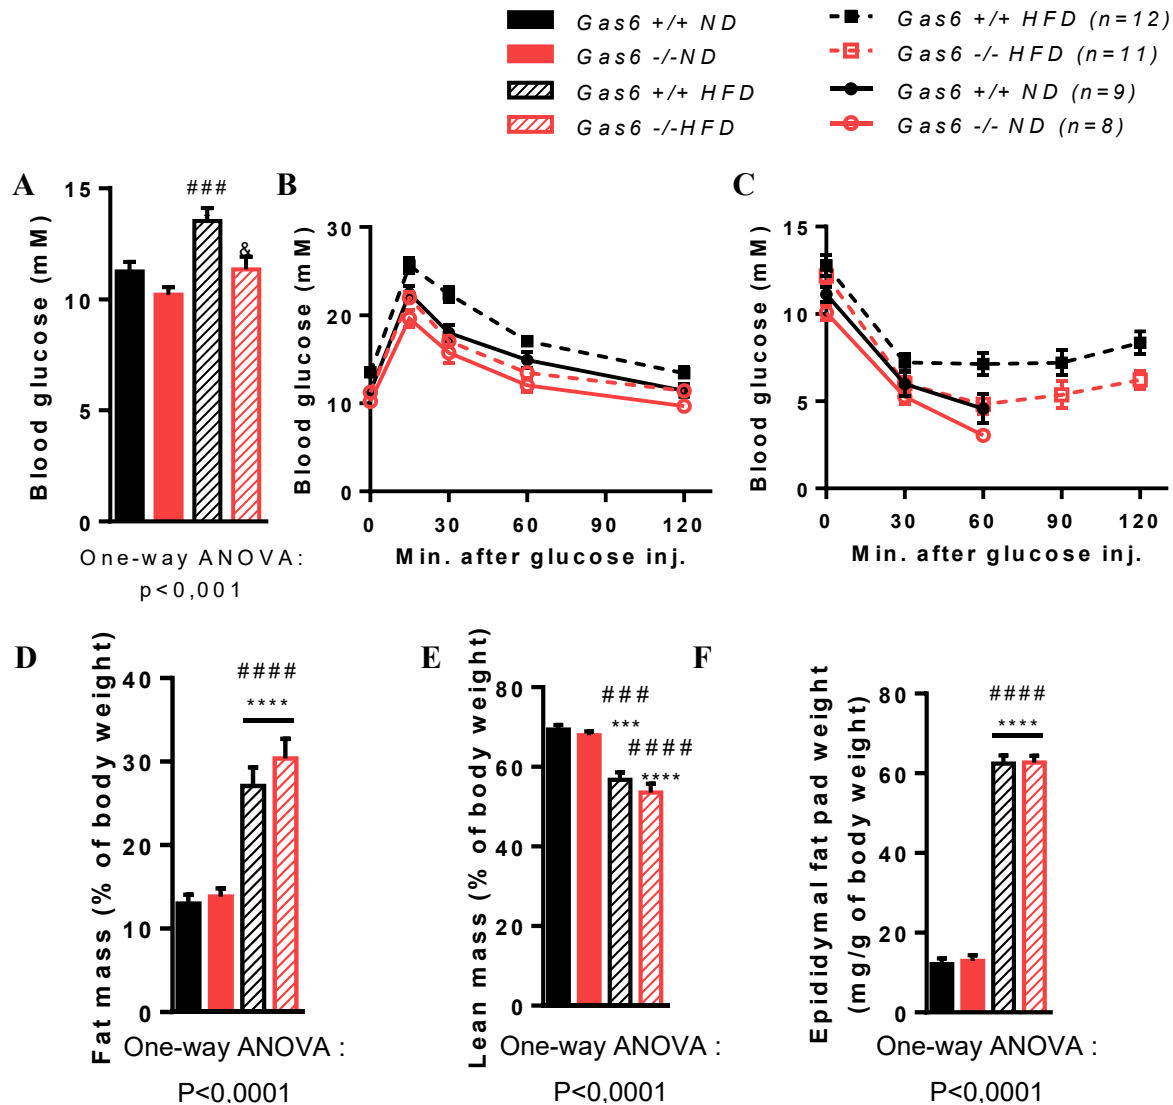 Gas6 +/+ ND
Gas6 -/-ND
Gas6 +/+ HFD
Gas6 -/-HFD
Gas6 +/+ HFD (n=12)
Gas6 -/- HFD (n=11)
Gas6 +/+ ND (n=9)
Gas6 -/- ND (n=8)
A
Blood glucose (mM)
15
10
5
0
###
&
One-way ANOVA:
p<0,001
B
Blood glucose (mM)
30
20
10
0
0 30 60 90 120
Min. after glucose inj.
C
Blood glucose (mM)
15
10
5
0
0 30 60 90 120
Min. after glucose inj.
D
Fat mass (% of body weight)
40
30
20
10
0
####
****
One-way ANOVA :
P<0,0001
E
Lean mass (% of body weight)
80
60
40
20
0
###
***
####
****
One-way ANOVA :
P<0,0001
F
Epididymal fat pad weight
(mg/g of body weight)
80
60
40
20
0
####
****
One-way ANOVA :
P<0,0001